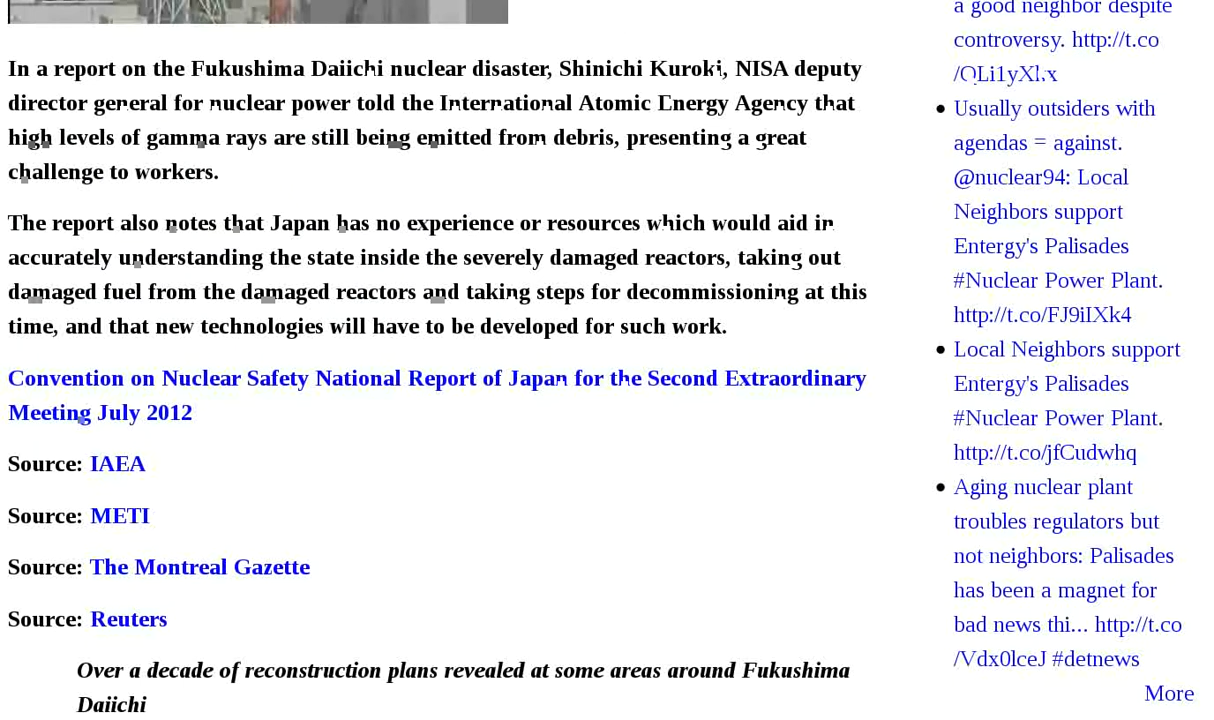 In a report on the Fukushima Daiichi nuclear disaster, Shinichi Kuroki, NISA deputy
director general for nuclear power told the International Atomic Energy Agency that
high levels of gamma rays are still being emitted from debris, presenting a great
challenge to workers.
The report also notes that Japan has no experience or resources which would aid in
accurately understanding the state inside the severely damaged reactors, taking out
damaged fuel from the damaged reactors and taking steps for decommissioning at this
time, and that new technologies will have to be developed for such work.
Convention on Nuclear Safety National Report of Japan for the Second Extraordinary
Meeting July 2012
Source: IAEA
Source: METI
Source: The Montreal Gazette
Source: Reuters
Over a decade of reconstruction plans revealed at some areas around Fukushima
Daiichi
a good neighbor despite
controversy. http://t.co
• Usually outsiders with
agendas = against.
@nuclear94: Local
Neighbors support
Entergy's Palisades
#Nuclear Power Plant.
http://t.co/FJ9iIXk4
• Local Neighbors support
Entergy's Palisades
#Nuclear Power Plant.
http://t.co/jfCudwhq
• Aging nuclear plant
troubles regulators but
not neighbors: Palisades
has been a magnet for
bad news thi... http://t.co
/Vdx0lceJ #detnews
More